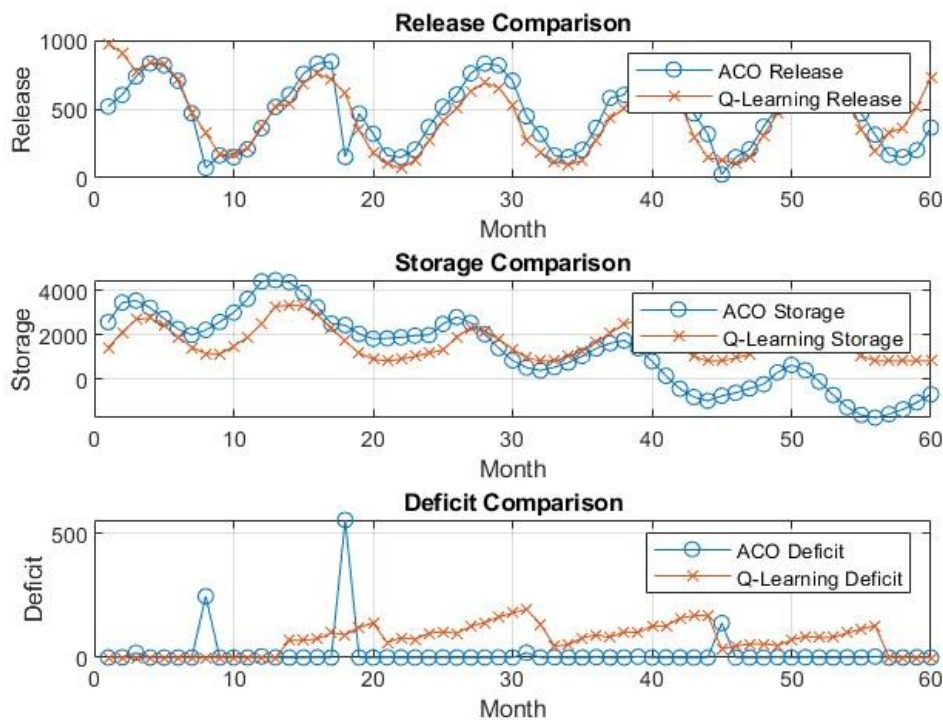 Release Comparison
1000
500
0
Release
ACO Release
Q-Learning Release
0
10
20
30
40
50
60
Month
Storage Comparison
4000
2000
0
Storage
ACO Storage
Q-Learning Storage
0
10
20
30
40
50
60
Month
Deficit Comparison
500
0
Deficit
ACO Deficit
Q-Learning Deficit
0
10
20
30
40
50
60
Month